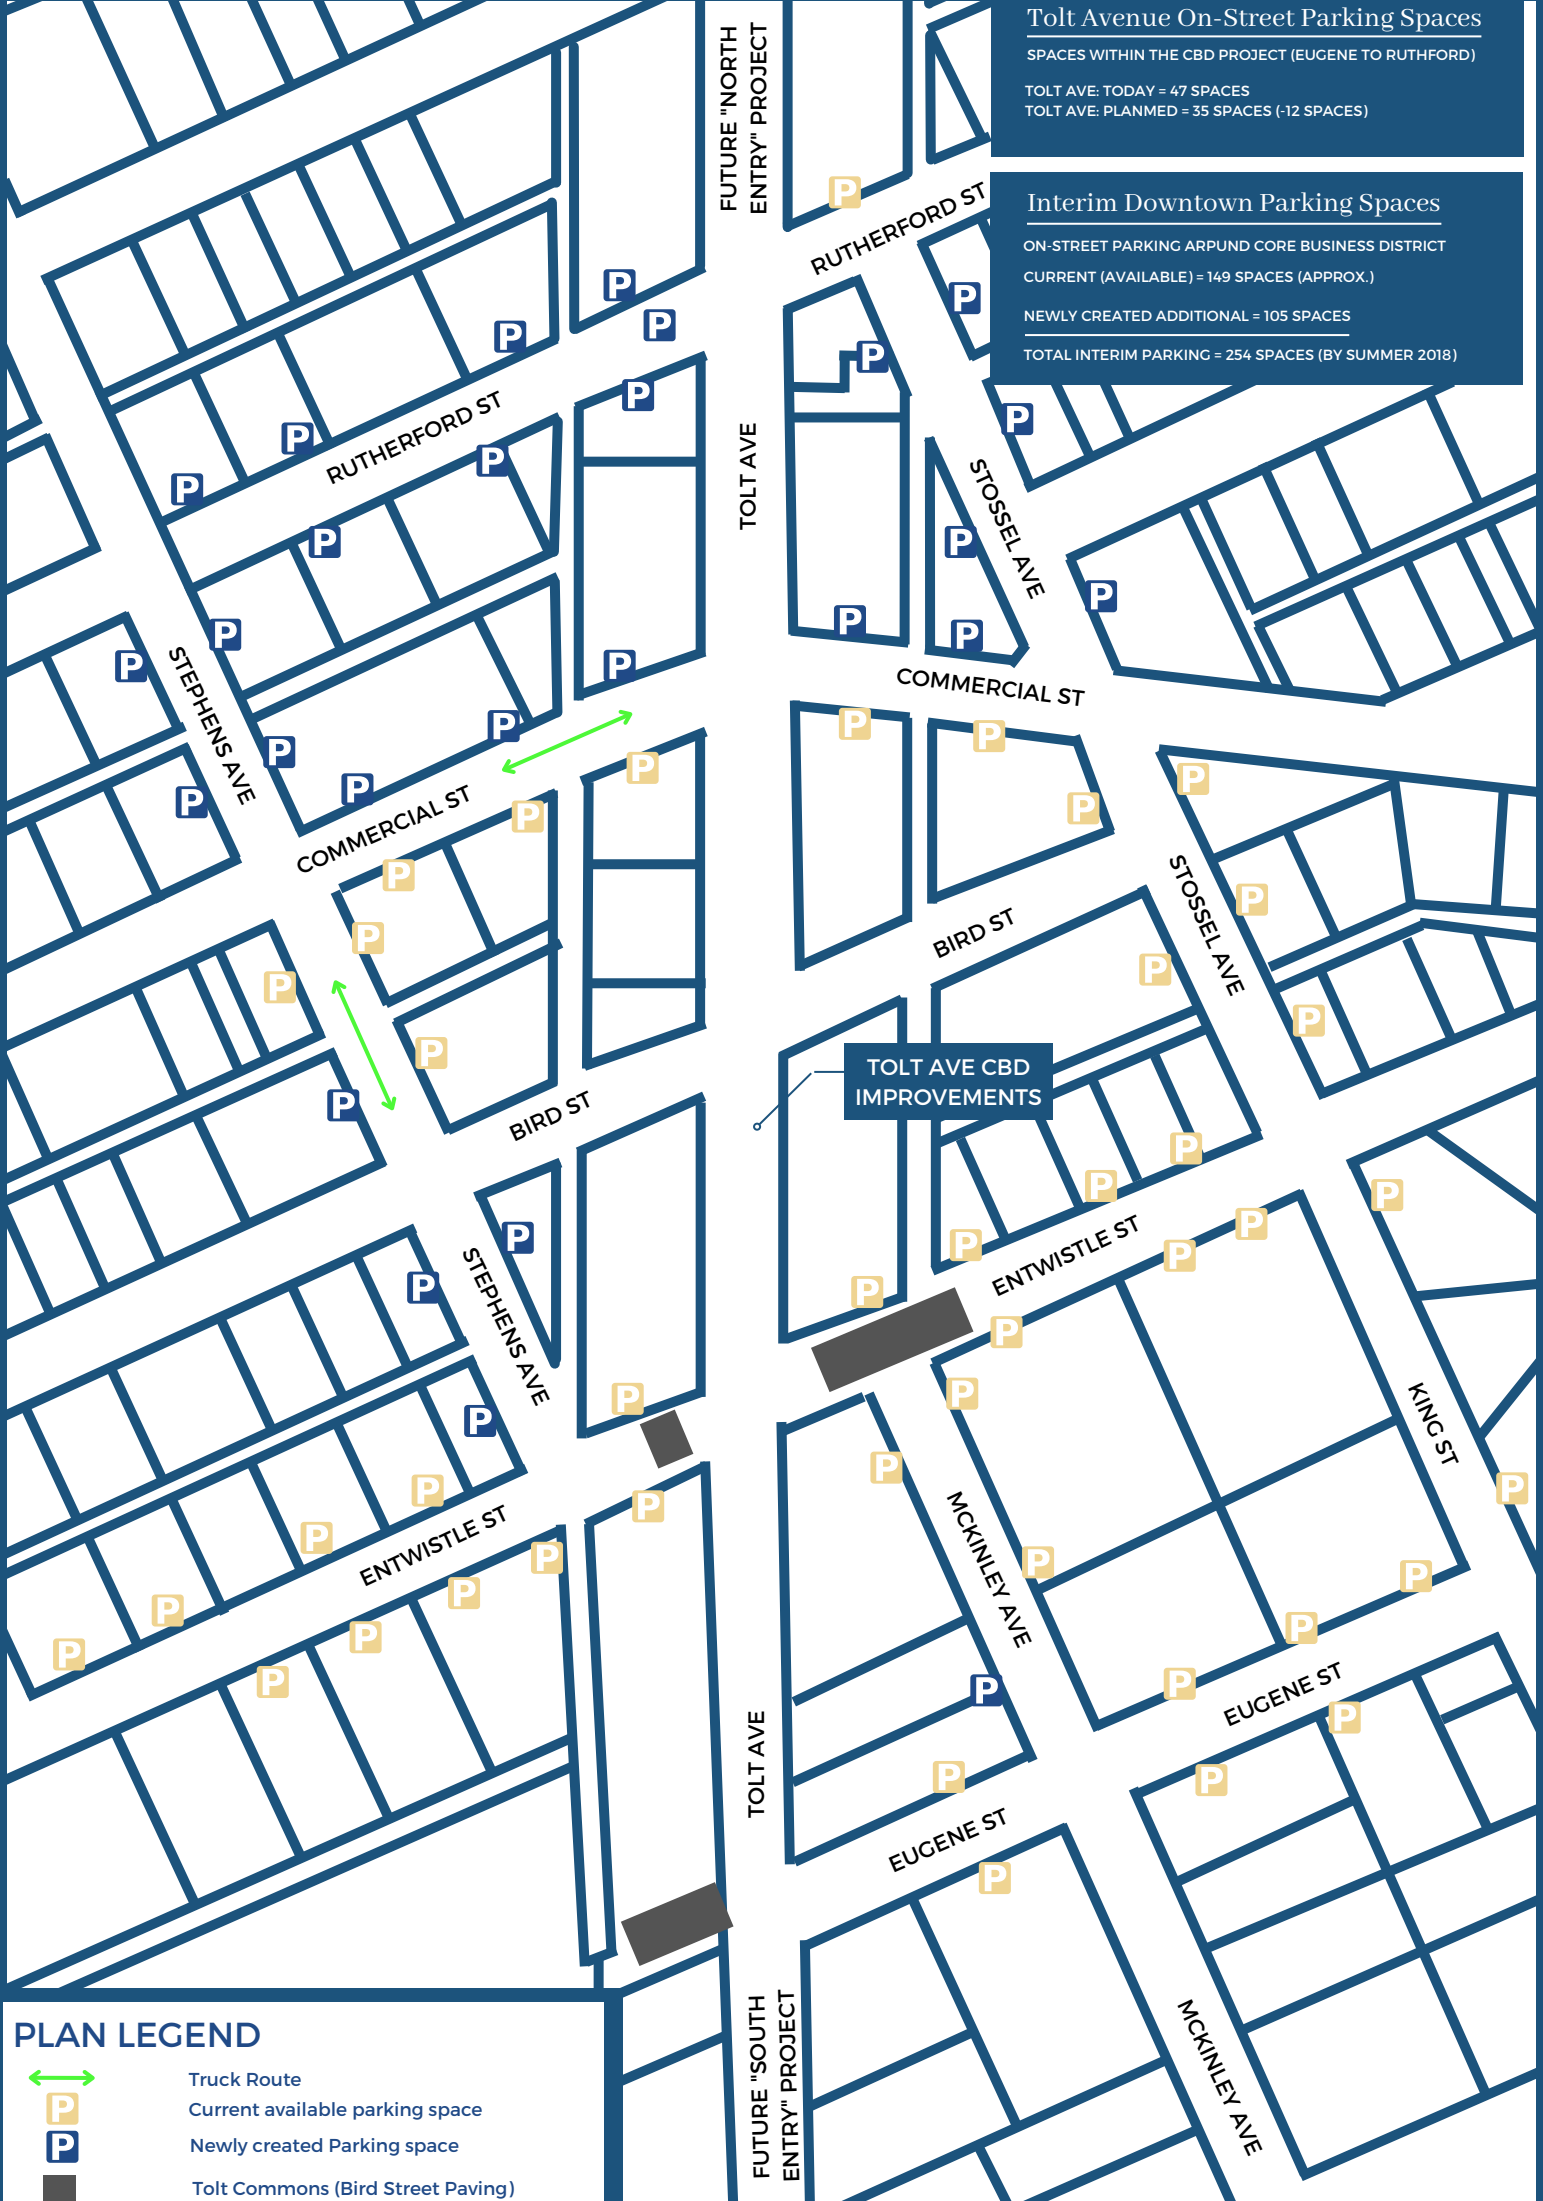 Tolt Avenue On-Street Parking Spaces
SPACES WITHIN THE CBD PROJECT (EUGENE TO RUTHFORD)
TOLT AVE: TODAY = 47 SPACES
TOLT AVE: PLANMED = 35 SPACES (-12 SPACES)
Interim Downtown Parking Spaces
ON-STREET PARKING ARPUND CORE BUSINESS DISTRICT
CURRENT (AVAILABLE) = 149 SPACES (APPROX.)
NEWLY CREATED ADDITIONAL = 105 SPACES
TOTAL INTERIM PARKING = 254 SPACES (BY SUMMER 2018)
FUTURE "NORTH
ENTRY" PROJECT
RUTHERFORD ST
RUTHERFORD ST
TOLT AVE
STOSSEL AVE
STEPHENS AVE
COMMERCIAL ST
COMMERCIAL ST
STOSSEL AVE
BIRD ST
TOLT AVE CBD
IMPROVEMENTS
BIRD ST
ENTWISTLE ST
STEPHENS AVE
KING ST
ENTWISTLE ST
MCKINLEY AVE
EUGENE ST
TOLT AVE
EUGENE ST
FUTURE "SOUTH
ENTRY" PROJECT
MCKINLEY AVE
PLAN LEGEND
Truck Route
P Current available parking space
P Newly created Parking space
Tolt Commons (Bird Street Paving)